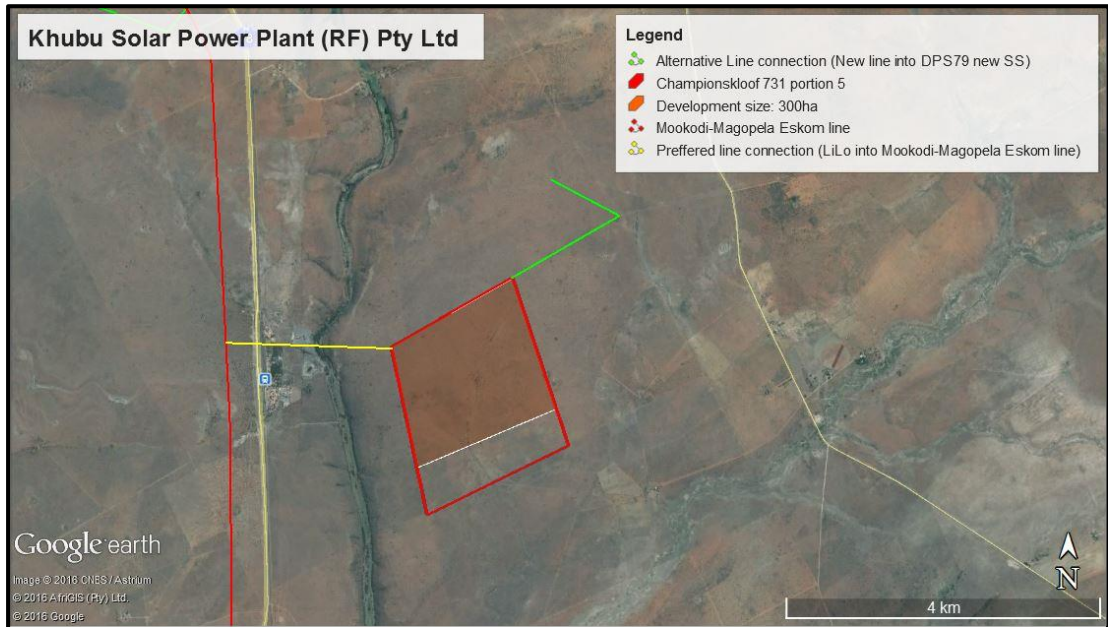 Khubu Solar Power Plant (RF) Pty Ltd
Legend
Alternative Line connection (New line into DPS79 new SS)
Championskloof 731 portion 5
Development size: 300ha
Mookodi-Magopela Eskom line
Preffered line connection (LiLo into Mookodi-Magopela Eskom line)
Google earth
Image © 2016 CNES / Astrium
© 2016 AfriGIS (Pty) Ltd.
© 2016 Google
N
4 km